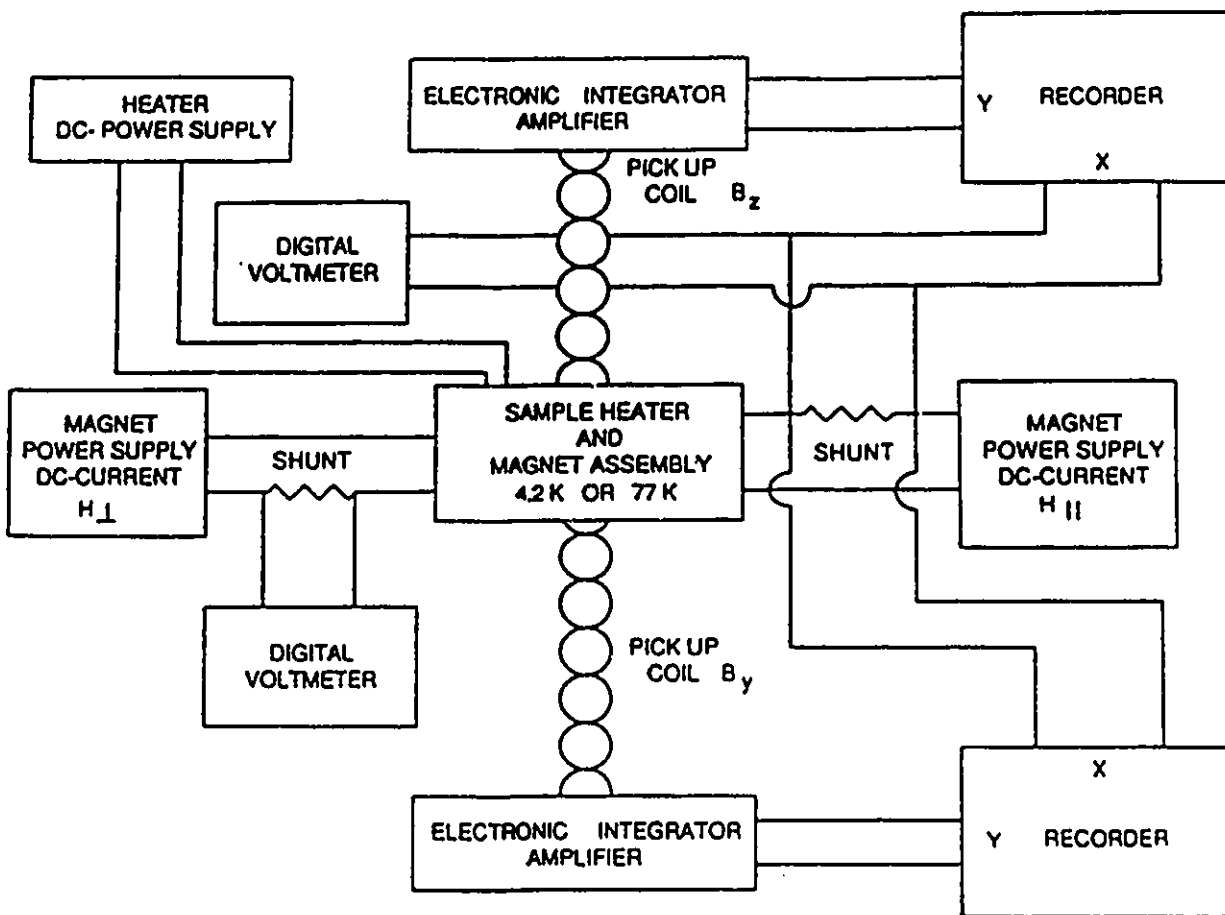 HEATER
DC- POWER SUPPLY
ELECTRONIC INTEGRATOR
AMPLIFIER
Y RECORDER
X
PICK UP
COIL B_z
DIGITAL
VOLTMETER
MAGNET
POWER SUPPLY
DC-CURRENT
H⊥
SHUNT
SAMPLE HEATER
AND
MAGNET ASSEMBLY
4.2 K OR 77 K
SHUNT
MAGNET
POWER SUPPLY
DC-CURRENT
H||
DIGITAL
VOLTMETER
PICK UP
COIL B_y
X
Y RECORDER
ELECTRONIC INTEGRATOR
AMPLIFIER